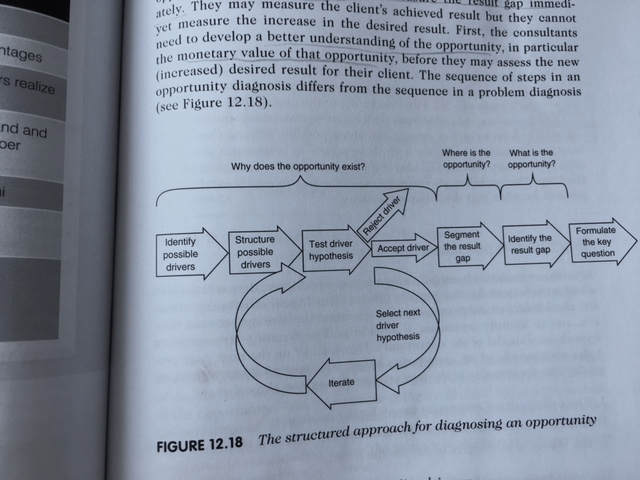 the result gap immedi-
ately. They may measure the client's achieved result but they cannot
yet measure the increase in the desired result. First, the consultants
need to develop a better understanding of the opportunity, in particular
the monetary value of that opportunity, before they may assess the new
(increased) desired result for their client. The sequence of steps in an
opportunity diagnosis differs from the sequence in a problem diagnosis
(see Figure 12.18).
ntages
s realize
nd and
per
Why does the opportunity exist?
Where is the
opportunity?
What is the
opportunity?
Identify
possible
drivers
Structure
possible
drivers
Test driver
hypothesis
Reject driver
Accept driver
Segment
the result
gap
Identify the
result gap
Formulate
the key
question
Select next
driver
hypothesis
Iterate
FIGURE 12.18 The structured approach for diagnosing an opportunity